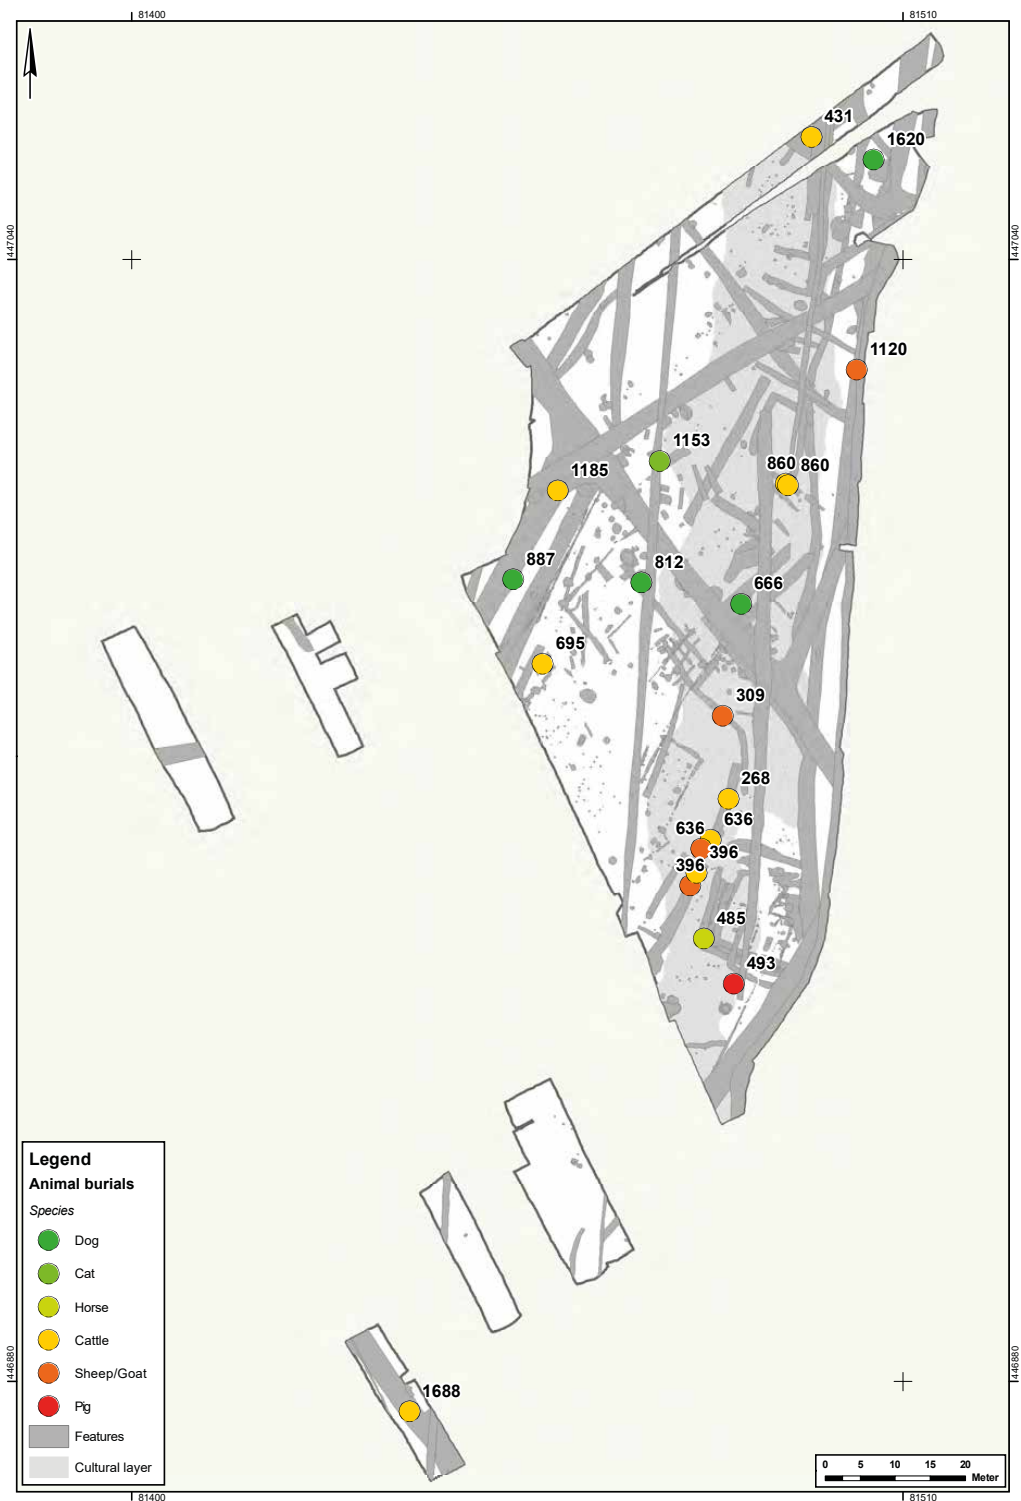 81400
81510
447040
447040
431
1620
1120
1153
860
860
1185
887
812
666
695
309
268
636
636
396
396
485
493
1688
446880
446880
Legend
Animal burials
Species
Dog
Cat
Horse
Cattle
Sheep/Goat
Pig
Features
Cultural layer
0 5 10 15 20
Meter
81400
81510